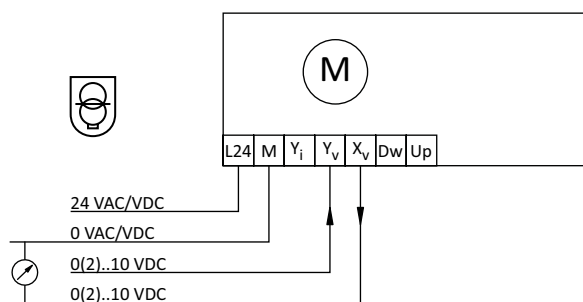 M
L24 M Yi Yv Xv Dw Up
24 VAC/VDC
0 VAC/VDC
0(2)..10 VDC
0(2)..10 VDC